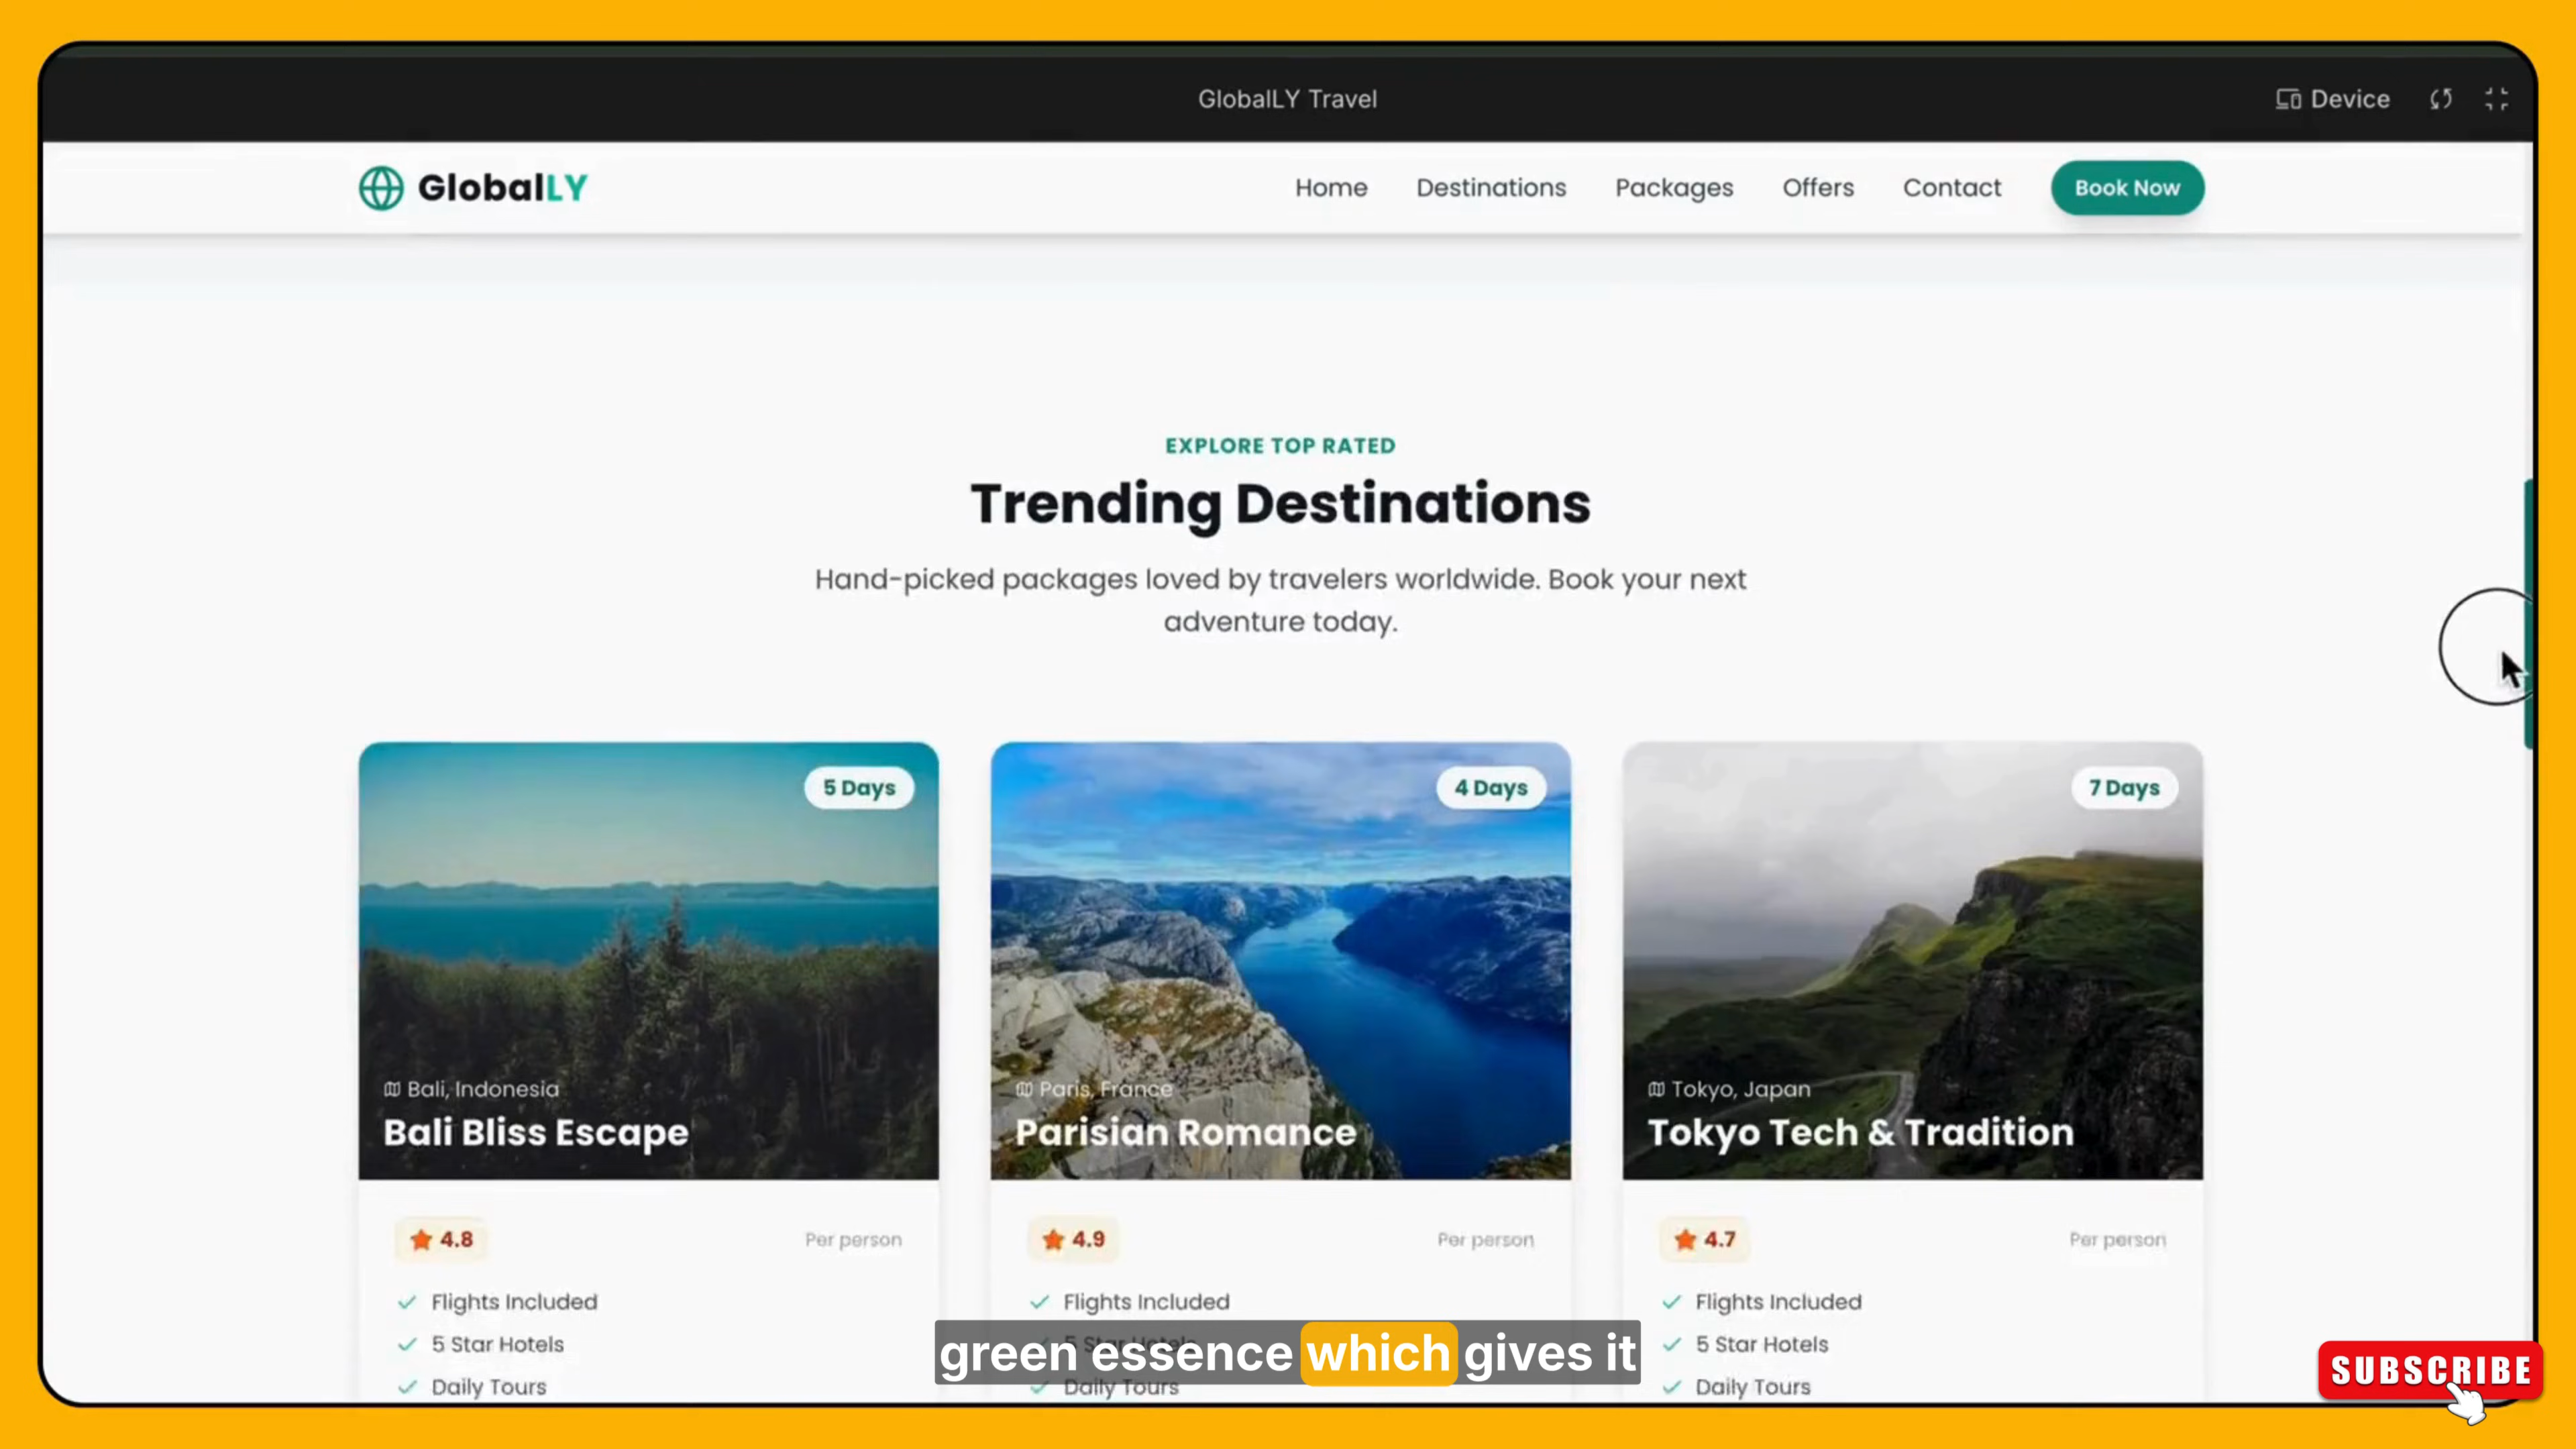 GlobalLY Travel
Device
GlobalLY
Home Destinations Packages Offers Contact Book Now
EXPLORE TOP RATED
Trending Destinations
Hand-picked packages loved by travelers worldwide. Book your next
adventure today.
5 Days
Bali, Indonesia
Bali Bliss Escape
4.8 Per person
Flights Included
5 Star Hotels
Daily Tours
4 Days
Paris, France
Parisian Romance
4.9 Per person
Flights Included
5 Star Hotels
Daily Tours
7 Days
Tokyo, Japan
Tokyo Tech & Tradition
4.7 Per person
Flights Included
5 Star Hotels
Daily Tours
green essence which gives it
SUBSCRIBE